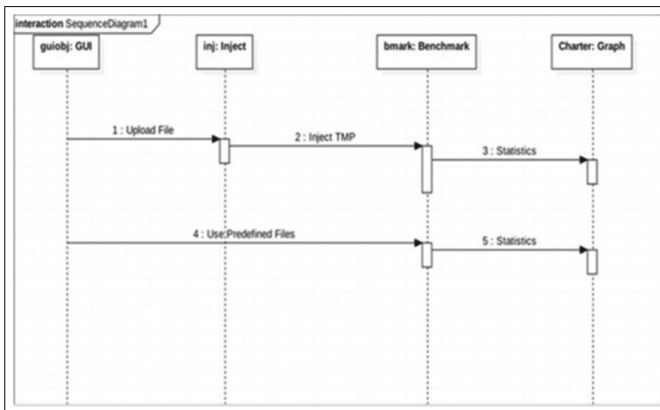 interaction SequenceDiagram1
guiobj: GUI
inj: Inject
bmark: Benchmark
Charter: Graph
1 : Upload File
2 : Inject TMP
3 : Statistics
4 : Use Predefined Files
5 : Statistics